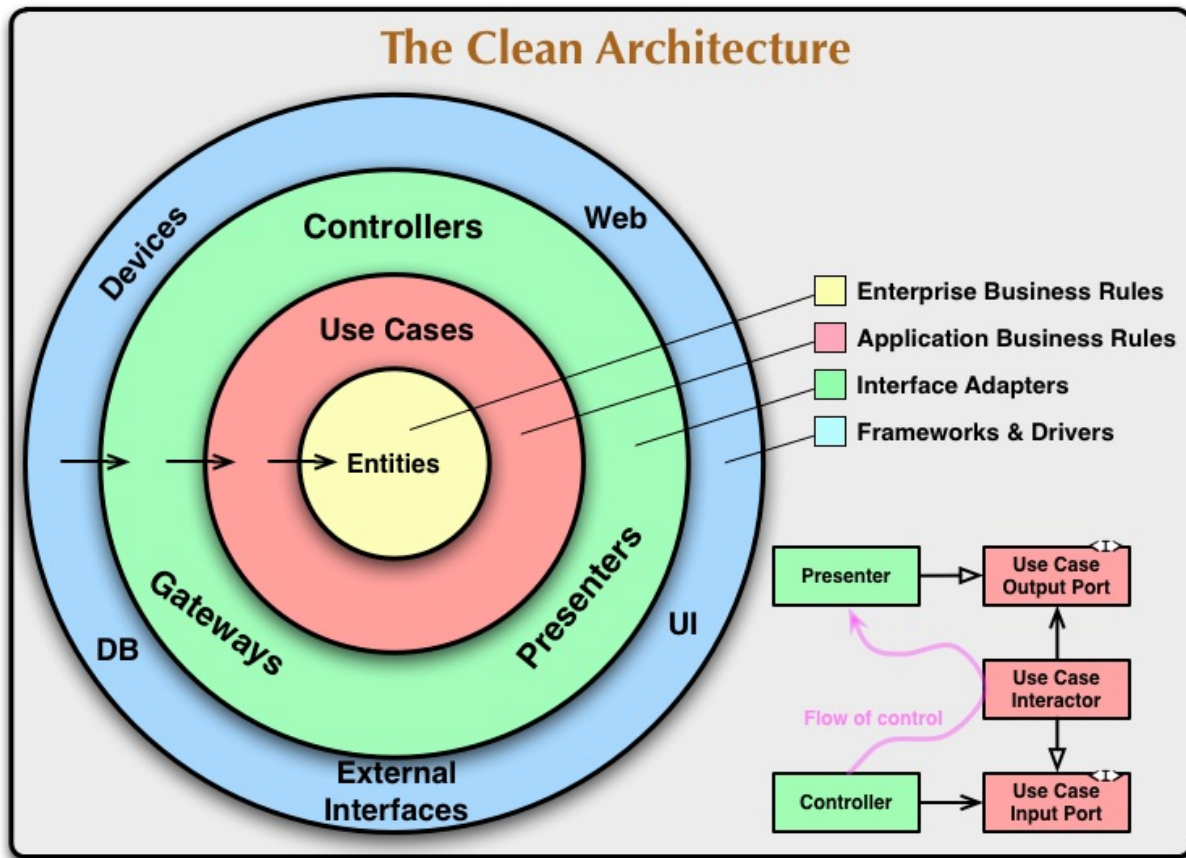 The Clean Architecture
Devices
Web
Controllers
Use Cases
Entities
Gateways
Presenters
DB
UI
External
Interfaces
Enterprise Business Rules
Application Business Rules
Interface Adapters
Frameworks & Drivers
Presenter
<I>
Use Case
Output Port
Use Case
Interactor
Flow of control
Controller
<I>
Use Case
Input Port